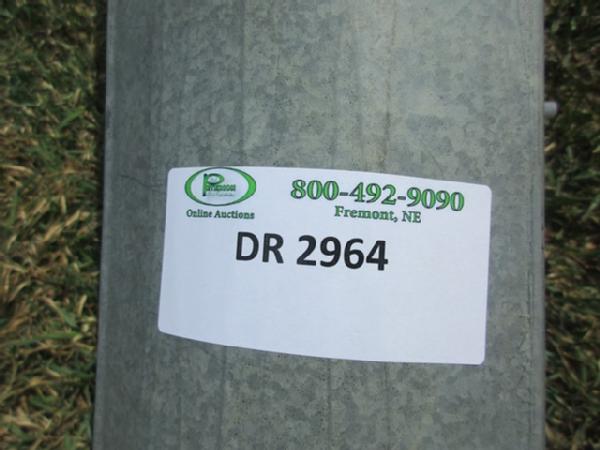 800-492-9090
Online Auctions
Fremont, NE
DR 2964